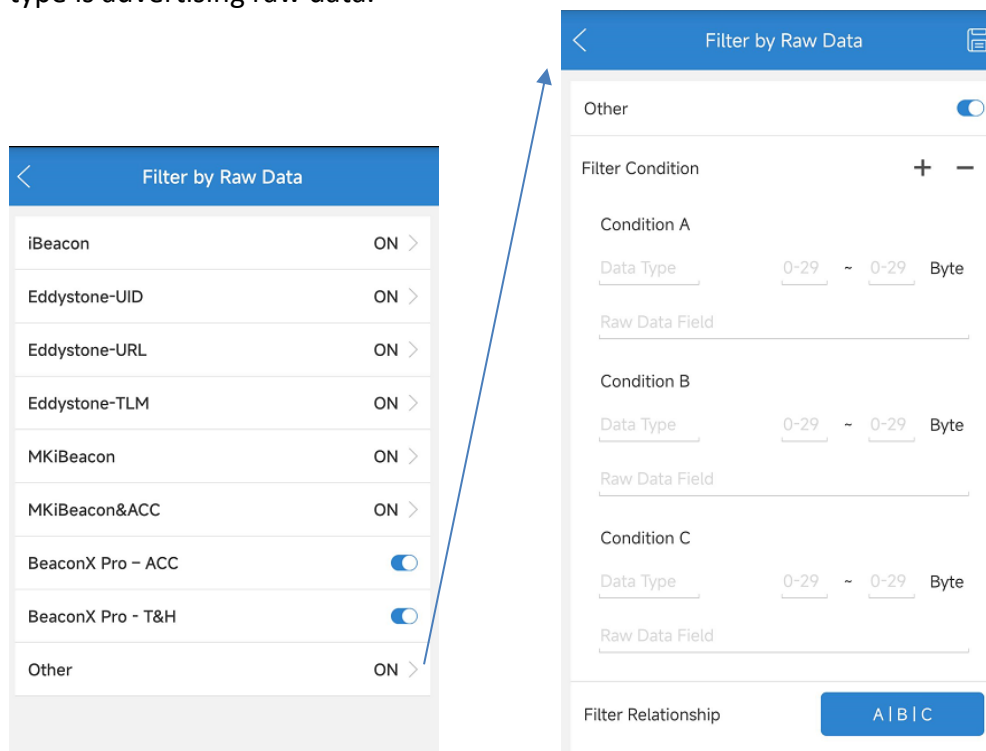 type is advertising raw data.
Filter by Raw Data
iBeacon ON
Eddystone-UID ON
Eddystone-URL ON
Eddystone-TLM ON
MKiBeacon ON
MKiBeacon&ACC ON
BeaconX Pro – ACC
BeaconX Pro - T&H
Other ON
Filter by Raw Data
Other
Filter Condition + −
Condition A
Data Type 0-29 ~ 0-29 Byte
Raw Data Field
Condition B
Data Type 0-29 ~ 0-29 Byte
Raw Data Field
Condition C
Data Type 0-29 ~ 0-29 Byte
Raw Data Field
Filter Relationship A|B|C